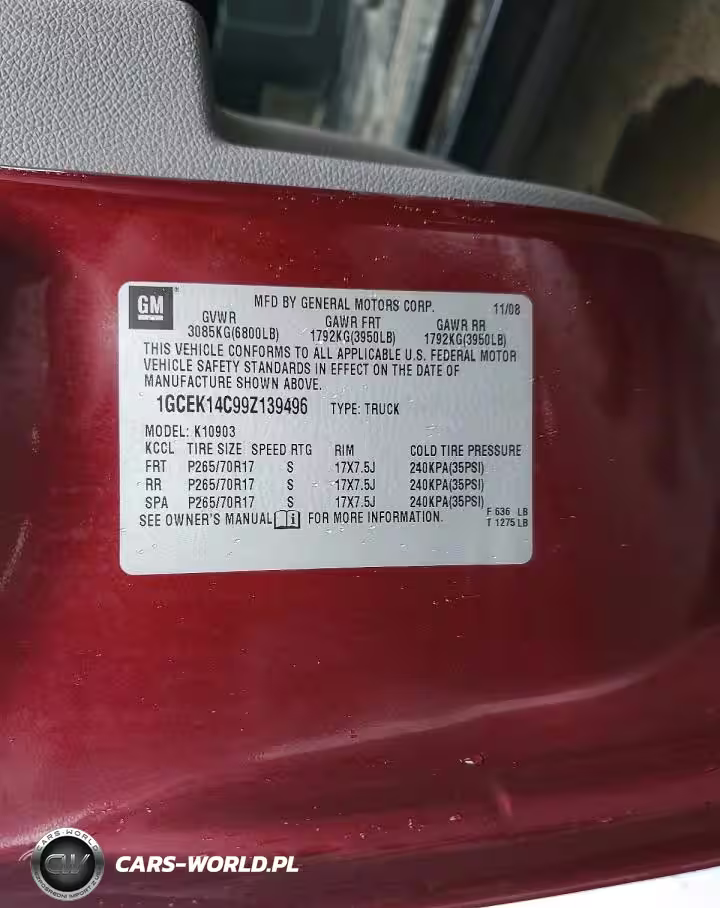 GM
MFD BY GENERAL MOTORS CORP. 11/08
GVWR GAWR FRT GAWR RR
3085KG(6800LB) 1792KG(3950LB) 1792KG(3950LB)
THIS VEHICLE CONFORMS TO ALL APPLICABLE U.S. FEDERAL MOTOR
VEHICLE SAFETY STANDARDS IN EFFECT ON THE DATE OF
MANUFACTURE SHOWN ABOVE.
1GCEK14C99Z139496 TYPE: TRUCK
MODEL: K10903
KCCL TIRE SIZE SPEED RTG RIM COLD TIRE PRESSURE
FRT P265/70R17 S 17X7.5J 240KPA(35PSI)
RR P265/70R17 S 17X7.5J 240KPA(35PSI)
SPA P265/70R17 S 17X7.5J 240KPA(35PSI)
SEE OWNER'S MANUAL FOR MORE INFORMATION.
F 636 LB
T 1275 LB
CARS-WORLD
CW
CARS-WORLD.PL